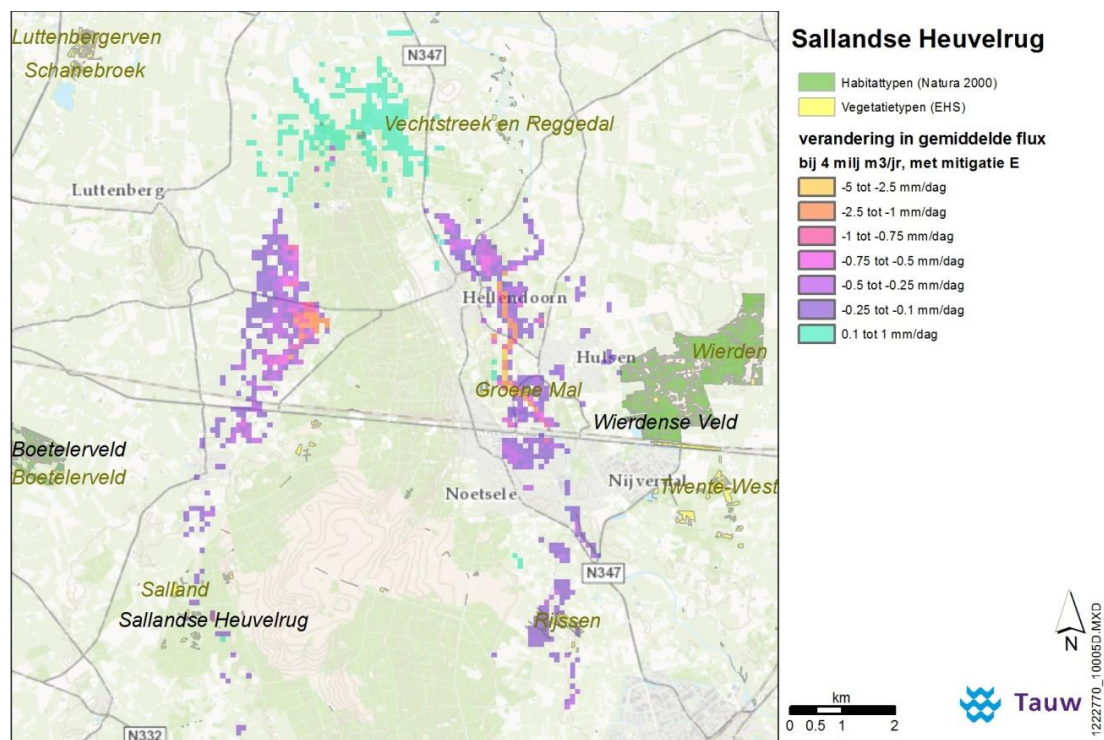 Luttenbergerven
Schanebroek
N347
Vechtstreek en Reggedal
Luttenberg
Hellendoorn
Hulsen
Wierden
Groene Mal
Wierdense Veld
Boetelerveld
Boetelerveld
Nijverdal
Noetsele
Twente-West
N347
Salland
Sallandse Heuvelrug
Rijssen
N332
Sallandse Heuvelrug
Habitattypen (Natura 2000)
Vegetatietypen (EHS)
verandering in gemiddelde flux
bij 4 milj m3/jr, met mitigatie E
-5 tot -2.5 mm/dag
-2.5 tot -1 mm/dag
-1 tot -0.75 mm/dag
-0.75 tot -0.5 mm/dag
-0.5 tot -0.25 mm/dag
-0.25 tot -0.1 mm/dag
0.1 tot 1 mm/dag
N
km
0 0.5 1 2
Tauw
1222770_10005D.MXD